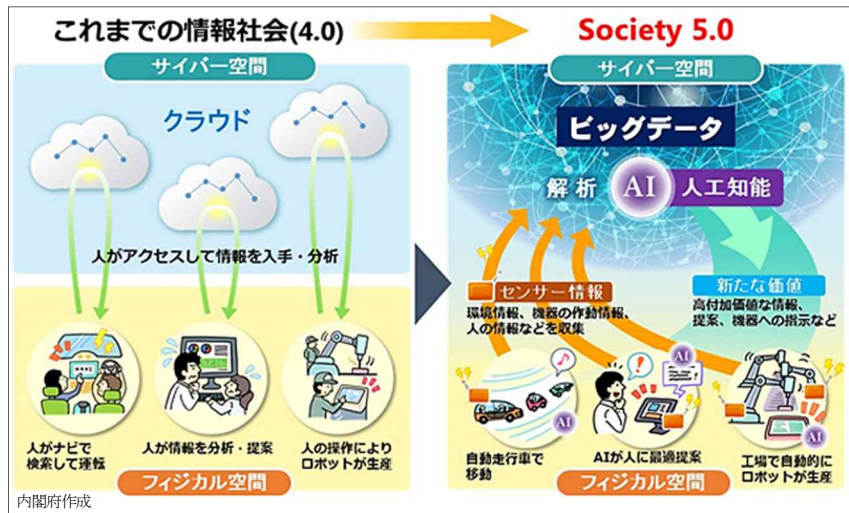 これまでの情報社会(4.0)
Society 5.0
サイバー空間
クラウド
人がアクセスして情報を入手・分析
人がナビで
検索して運転
人が情報を分析・提案
人の操作により
ロボットが生産
フィジカル空間
サイバー空間
ビッグデータ
解析 AI 人工知能
センサー情報
環境情報、機器の作動情報、
人の情報などを収集
新たな価値
高付加価値な情報、
提案、機器への指示など
AI
AI
AI
自動走行車で
移動
AIが人に最適提案
工場で自動的に
ロボットが生産
フィジカル空間
内閣府作成